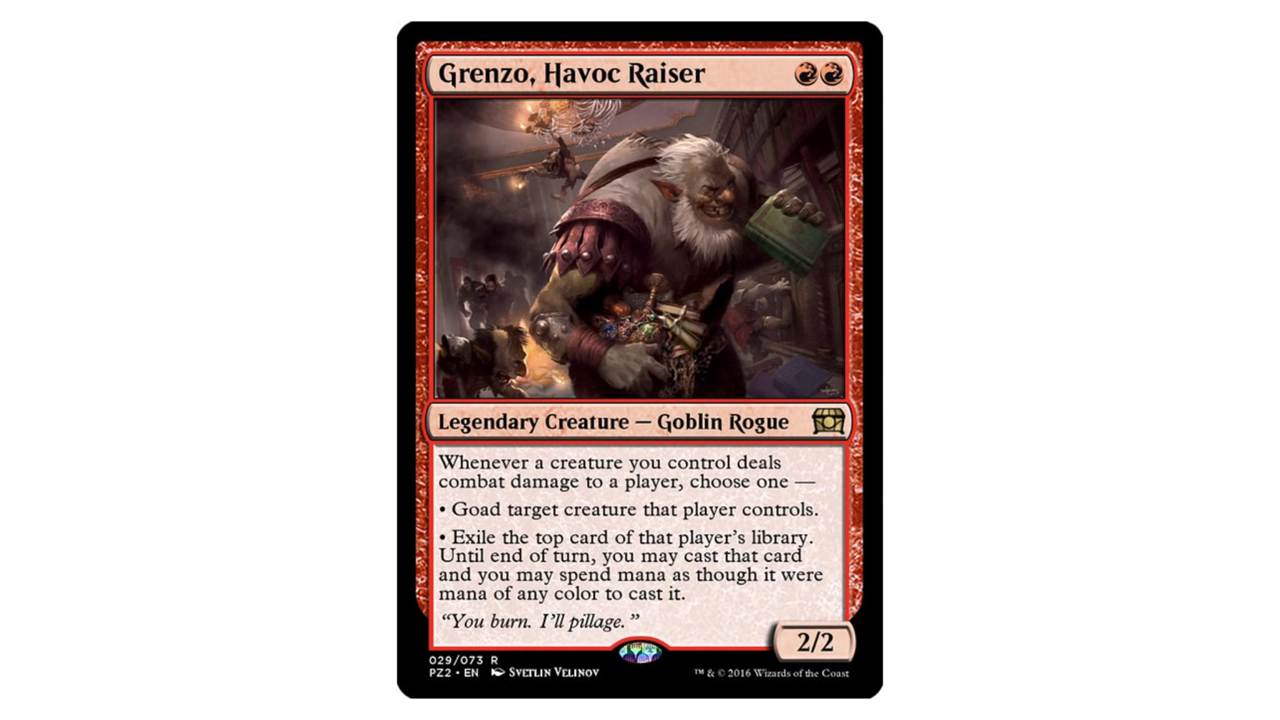 Grenzo, Havoc Raiser
Legendary Creature — Goblin Rogue
Whenever a creature you control deals
combat damage to a player, choose one —
• Goad target creature that player controls.
• Exile the top card of that player's library.
Until end of turn, you may cast that card
and you may spend mana as though it were
mana of any color to cast it.
“You burn. I'll pillage.”
2/2
029/073 R
PZ2 • EN Svetlin Velinov
™ & © 2016 Wizards of the Coast